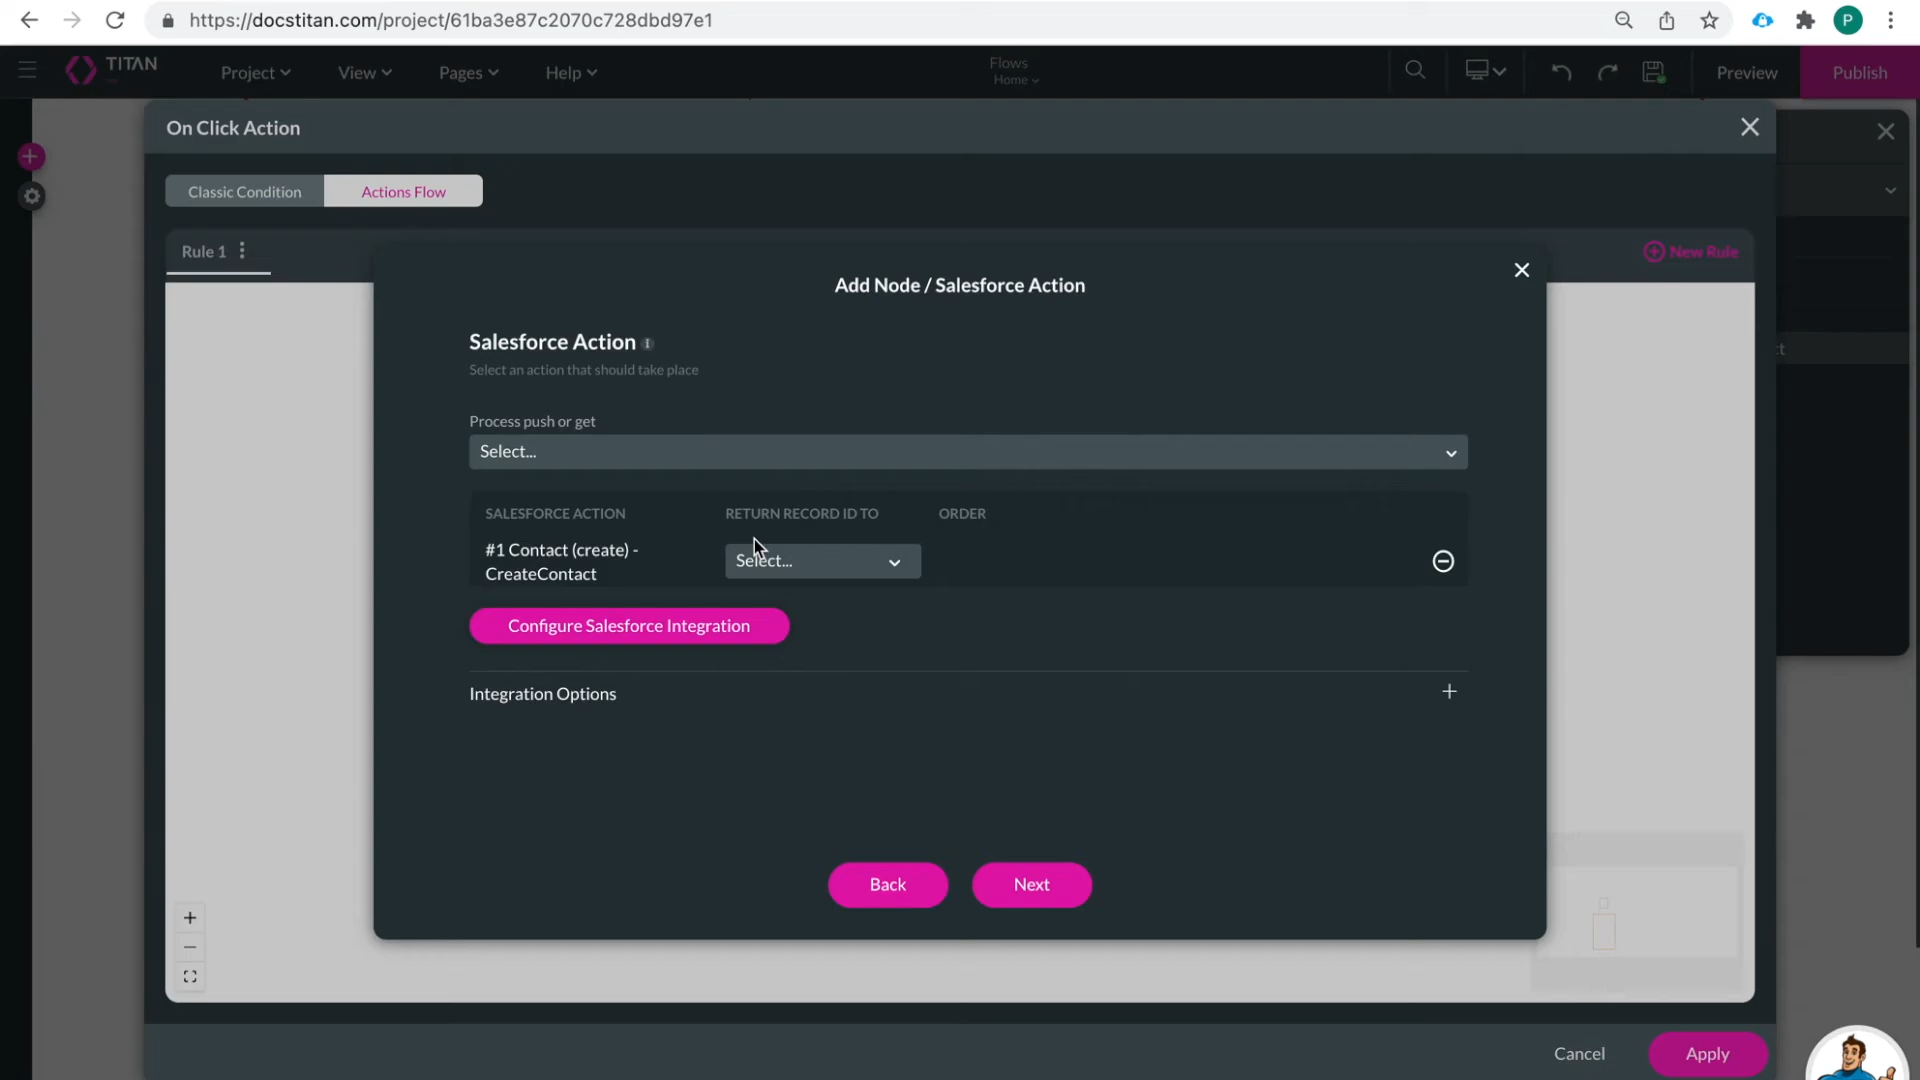 https://docstitan.com/project/61ba3e87c2070c728dbd97e1
P
TITAN
Project
View
Pages
Help
Flows
Home
Preview
Publish
On Click Action
Classic Condition
Actions Flow
Rule 1
New Rule
Add Node / Salesforce Action
Salesforce Action
Select an action that should take place
Process push or get
Select...
SALESFORCE ACTION
RETURN RECORD ID TO
ORDER
#1 Contact (create) -
CreateContact
Select...
Configure Salesforce Integration
Integration Options
Back
Next
Cancel
Apply